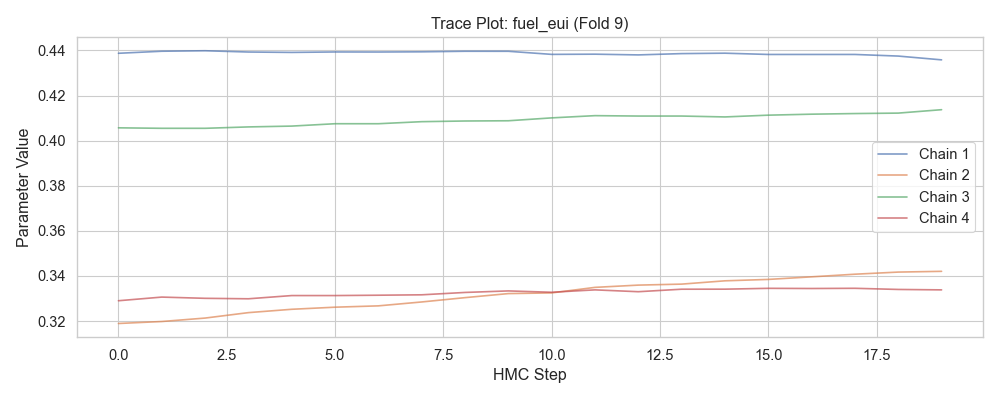 Trace Plot: fuel_eui (Fold 9)
Parameter Value
0.44
0.42
0.40
0.38
0.36
0.34
0.32
Chain 1
Chain 2
Chain 3
Chain 4
0.0 2.5 5.0 7.5 10.0 12.5 15.0 17.5
HMC Step